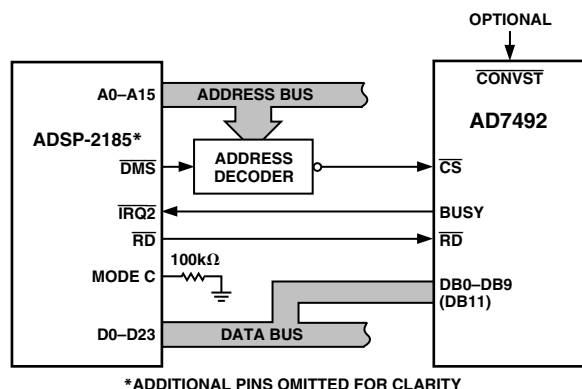 OPTIONAL
CONVST
A0–A15
ADDRESS BUS
AD7492
ADSP-2185*
DMS
ADDRESS
DECODER
CS
IRQ2
BUSY
RD
RD
100kΩ
MODE C
DB0–DB9
(DB11)
D0–D23
DATA BUS
*ADDITIONAL PINS OMITTED FOR CLARITY